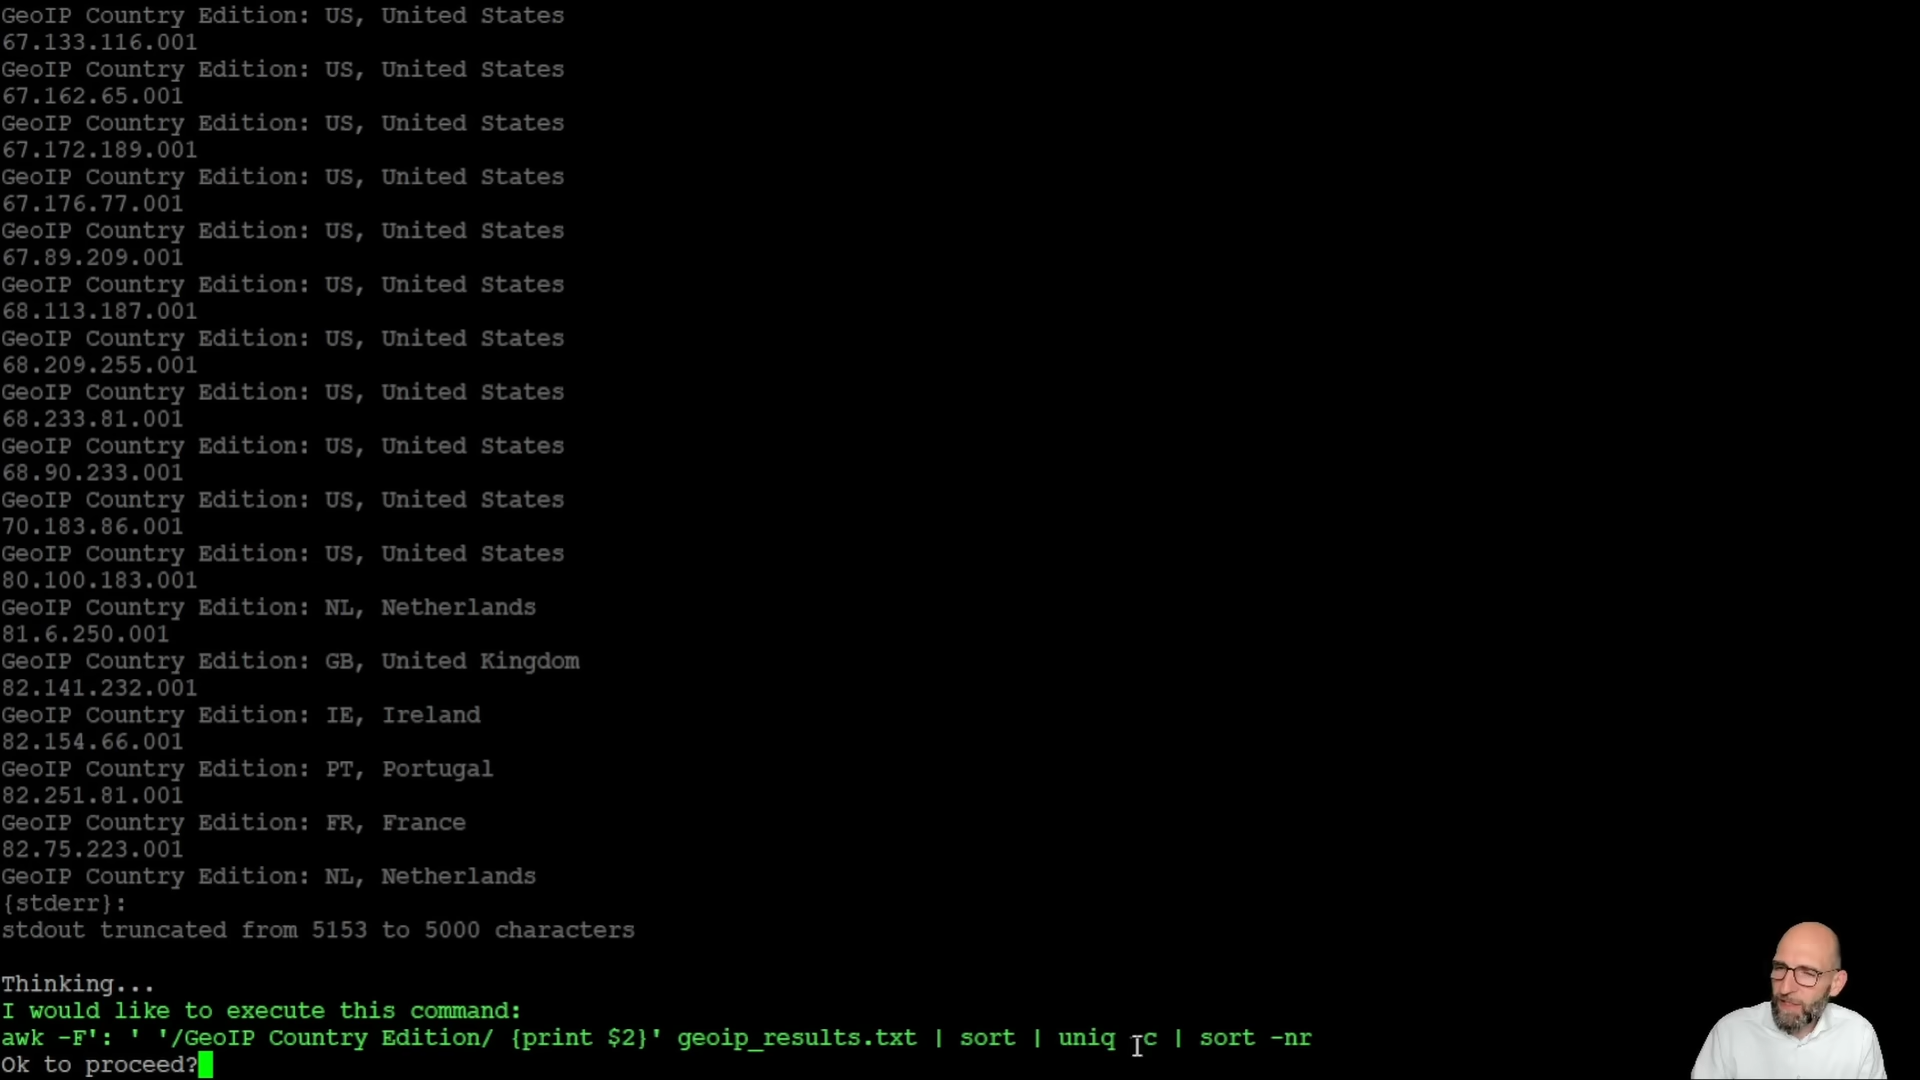 GeoIP Country Edition: US, United States
67.133.116.001
GeoIP Country Edition: US, United States
67.162.65.001
GeoIP Country Edition: US, United States
67.172.189.001
GeoIP Country Edition: US, United States
67.176.77.001
GeoIP Country Edition: US, United States
67.89.209.001
GeoIP Country Edition: US, United States
68.113.187.001
GeoIP Country Edition: US, United States
68.209.255.001
GeoIP Country Edition: US, United States
68.233.81.001
GeoIP Country Edition: US, United States
68.90.233.001
GeoIP Country Edition: US, United States
70.183.86.001
GeoIP Country Edition: US, United States
80.100.183.001
GeoIP Country Edition: NL, Netherlands
81.6.250.001
GeoIP Country Edition: GB, United Kingdom
82.141.232.001
GeoIP Country Edition: IE, Ireland
82.154.66.001
GeoIP Country Edition: PT, Portugal
82.251.81.001
GeoIP Country Edition: FR, France
82.75.223.001
GeoIP Country Edition: NL, Netherlands
{stderr}:
stdout truncated from 5153 to 5000 characters
Thinking...
I would like to execute this command:
awk -F': ' '/GeoIP Country Edition/ {print $2}' geoip_results.txt | sort | uniq -c | sort -nr
Ok to proceed?